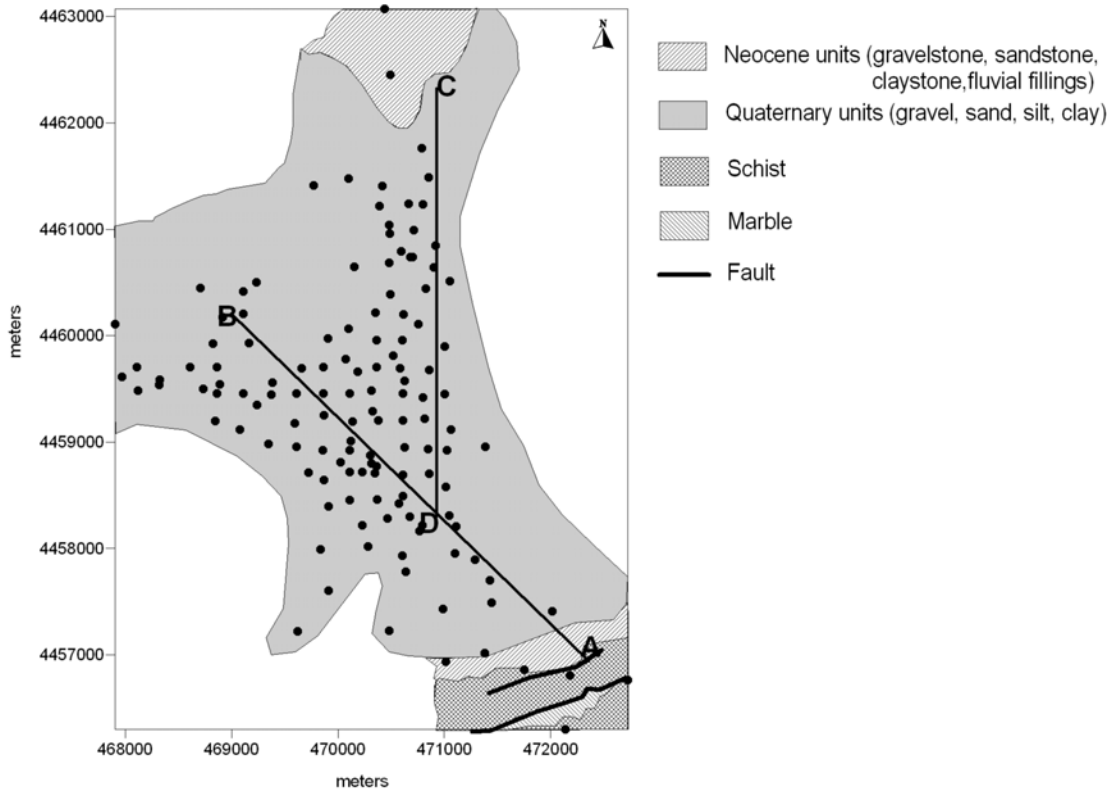 4463000
4462000
4461000
4460000
4459000
4458000
4457000
meters
468000 469000 470000 471000 472000
meters
N
C
B
D
A
Neocene units (gravelstone, sandstone,
claystone,fluvial fillings)
Quaternary units (gravel, sand, silt, clay)
Schist
Marble
Fault